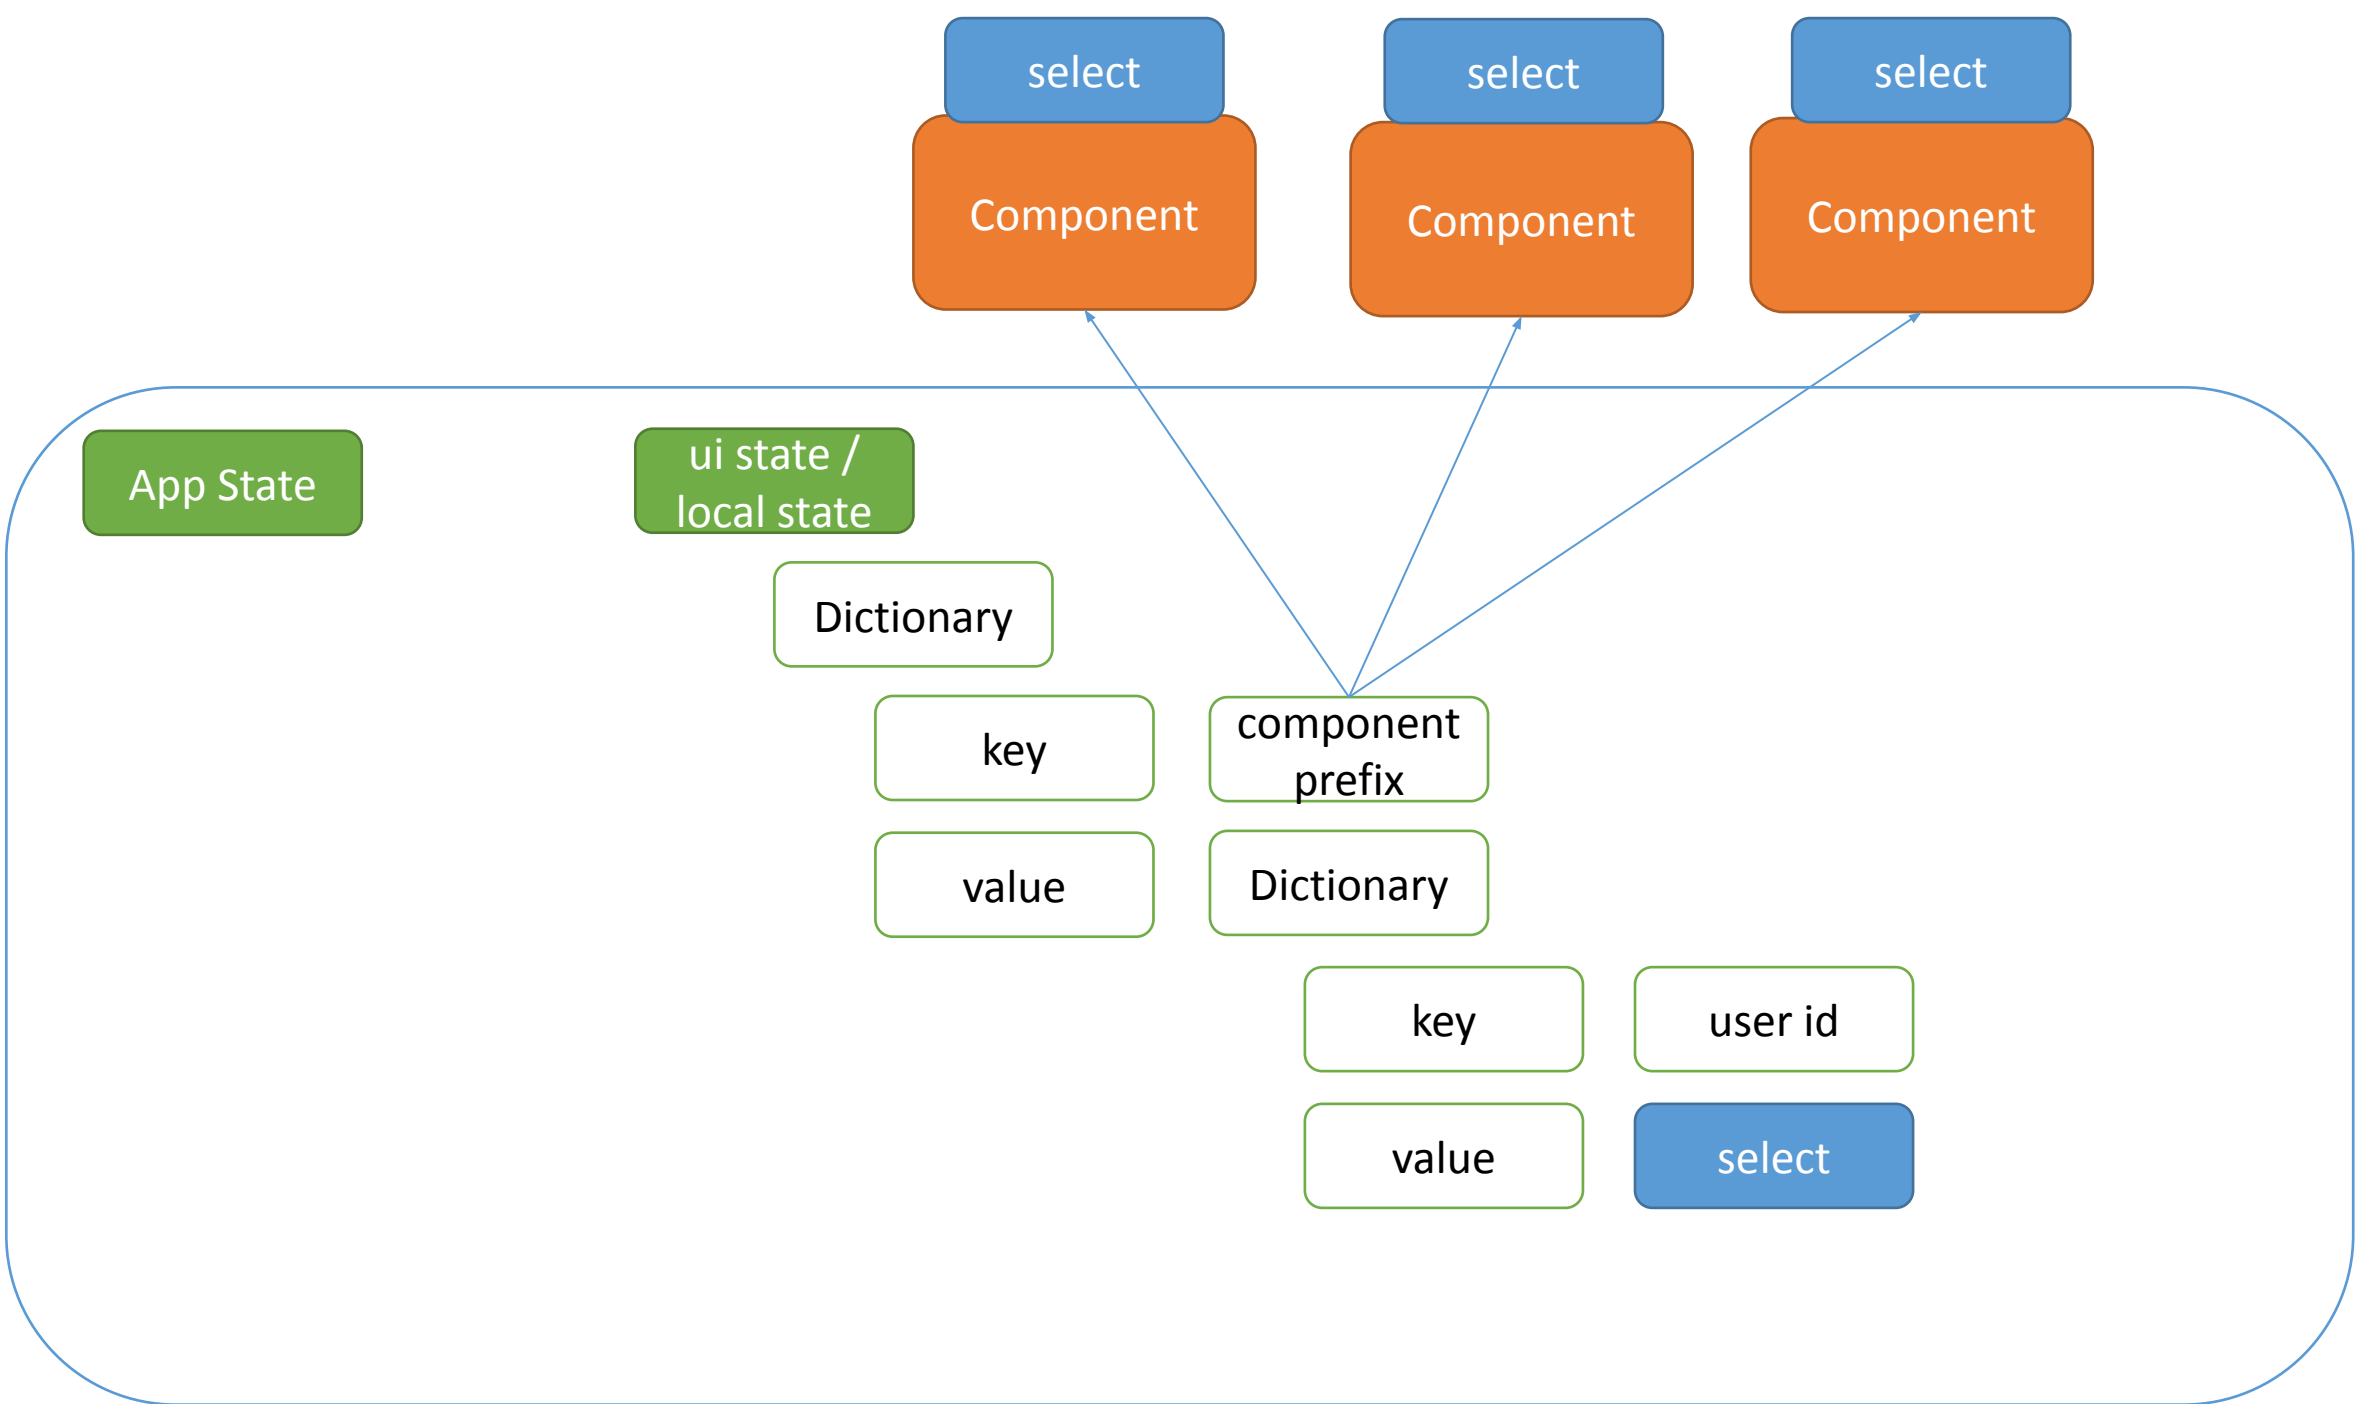 select
select
select
Component
Component
Component
App State
ui state /
local state
Dictionary
key
component
prefix
value
Dictionary
key
user id
value
select